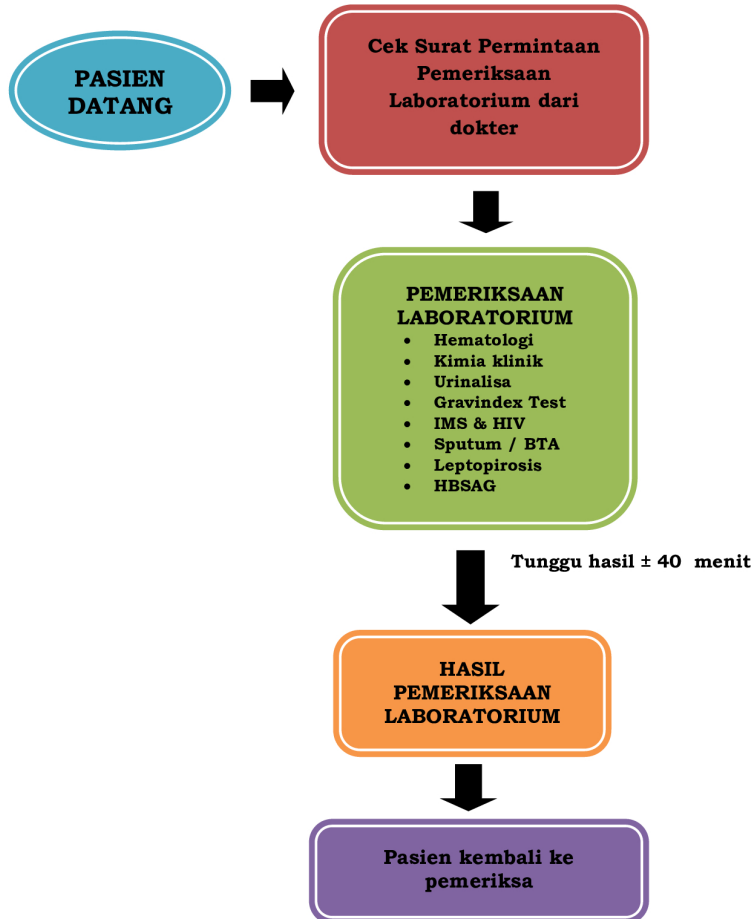 PASIEN
DATANG
Cek Surat Permintaan
Pemeriksaan
Laboratorium dari
dokter
PEMERIKSAAN
LABORATORIUM
• Hematologi
• Kimia klinik
• Urinalisa
• Gravindex Test
• IMS & HIV
• Sputum / BTA
• Leptopirosis
• HBSAG
Tunggu hasil ± 40 menit
HASIL
PEMERIKSAAN
LABORATORIUM
Pasien kembali ke
pemeriksa